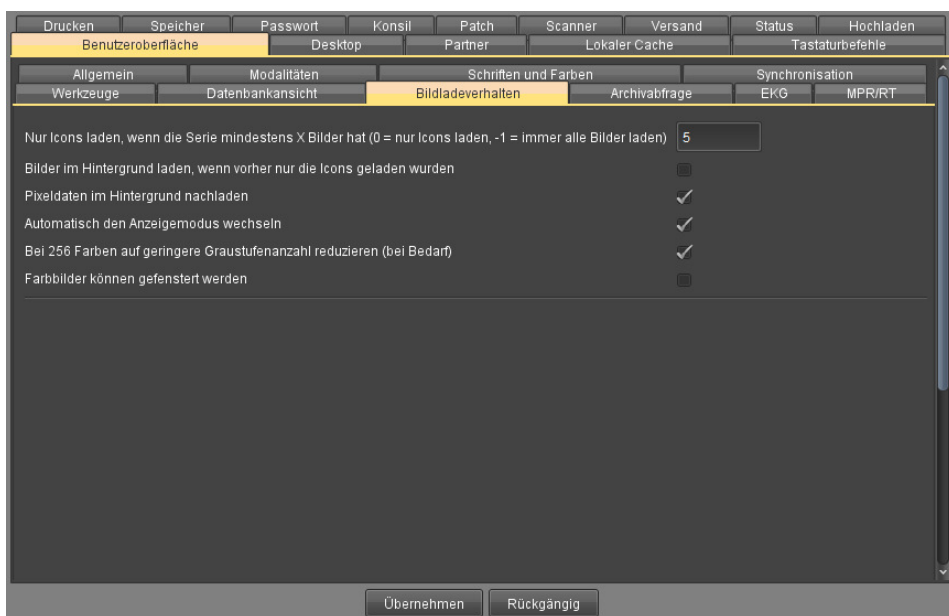 Drucken Speicher Passwort Konsil Patch Scanner Versand Status Hochladen
Benutzeroberfläche Desktop Partner Lokaler Cache Tastaturbefehle
Allgemein Modalitäten Schriften und Farben Synchronisation
Werkzeuge Datenbankansicht Bildladeverhalten Archivabfrage EKG MPR/RT
Nur Icons laden, wenn die Serie mindestens X Bilder hat (0 = nur Icons laden, -1 = immer alle Bilder laden) 5
Bilder im Hintergrund laden, wenn vorher nur die Icons geladen wurden
Pixeldaten im Hintergrund nachladen
Automatisch den Anzeigemodus wechseln
Bei 256 Farben auf geringere Graustufenanzahl reduzieren (bei Bedarf)
Farbbilder können gefenstert werden
Übernehmen Rückgängig